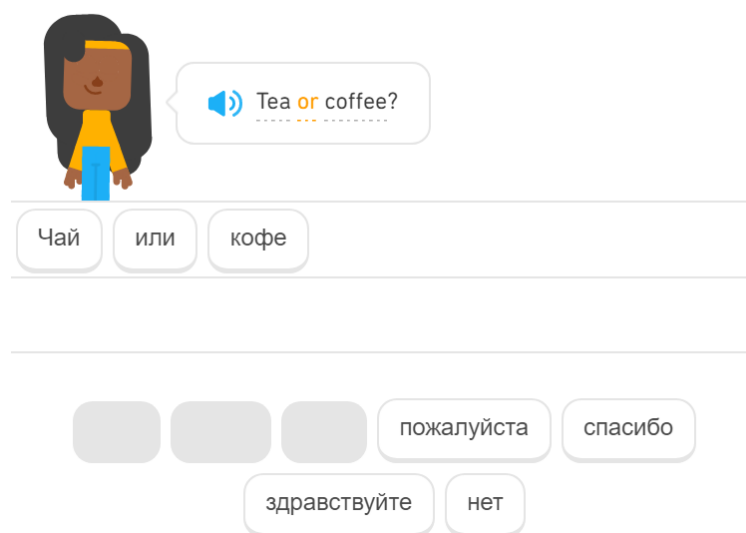 Tea or coffee?
Чай или кофе
пожалуйста спасибо
здравствуйте нет